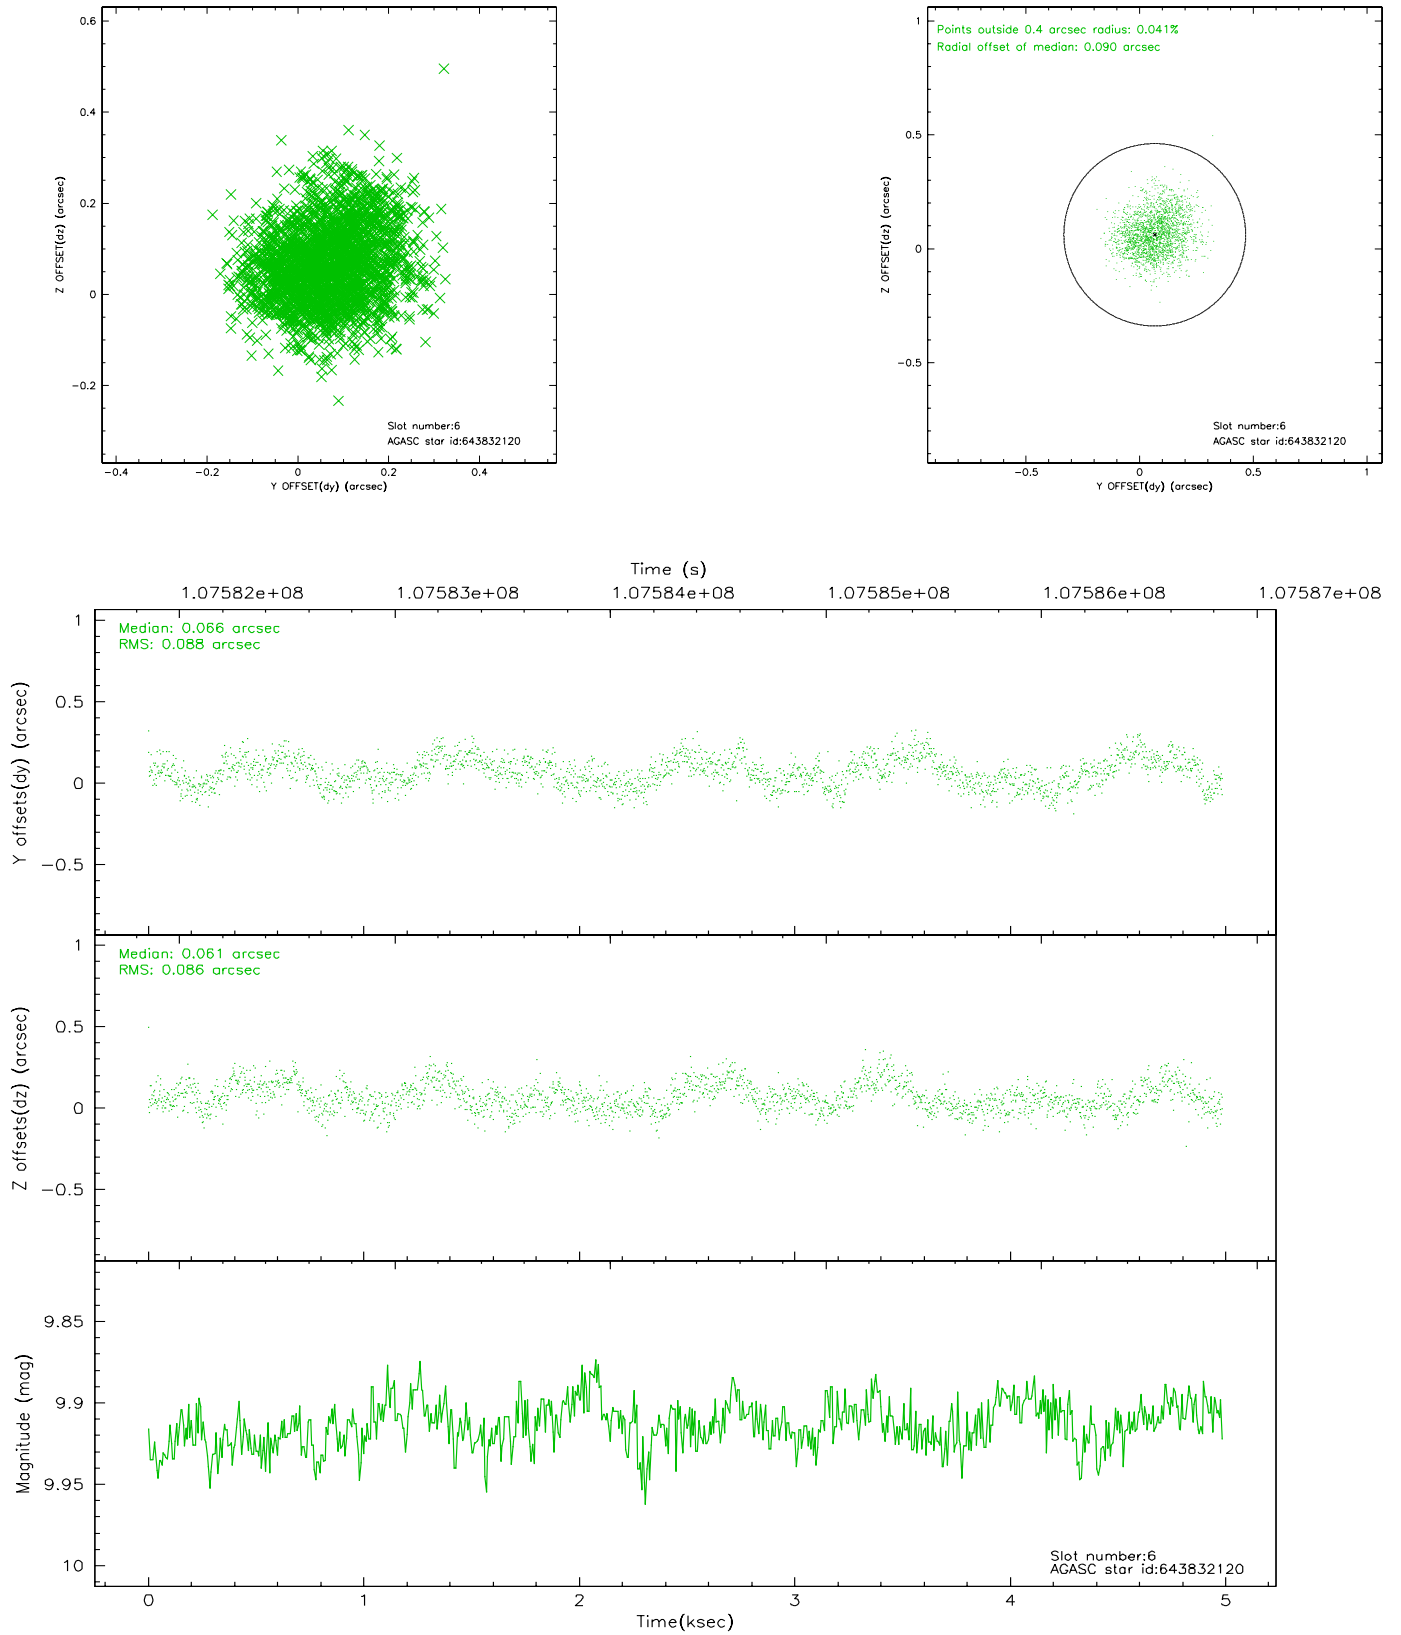 0.6
0.4
0.2
0
−0.2
Z OFFSET(dz) (arcsec)
Slot number:6
AGASC star id:643832120
−0.4 −0.2 0 0.2 0.4
Y OFFSET(dy) (arcsec)
Points outside 0.4 arcsec radius: 0.041%
Radial offset of median: 0.090 arcsec
1
0.5
0
−0.5
Z OFFSET(dz) (arcsec)
Slot number:6
AGASC star id:643832120
−0.5 0 0.5 1
Y OFFSET(dy) (arcsec)
Time (s)
1.07582e+08 1.07583e+08 1.07584e+08 1.07585e+08 1.07586e+08 1.07587e+08
Median: 0.066 arcsec
RMS: 0.088 arcsec
1
0.5
0
−0.5
Y offsets(dy) (arcsec)
Median: 0.061 arcsec
RMS: 0.086 arcsec
1
0.5
0
−0.5
Z offsets(dz) (arcsec)
9.85
9.9
9.95
10
Magnitude (mag)
Slot number:6
AGASC star id:643832120
0 1 2 3 4 5
Time(ksec)